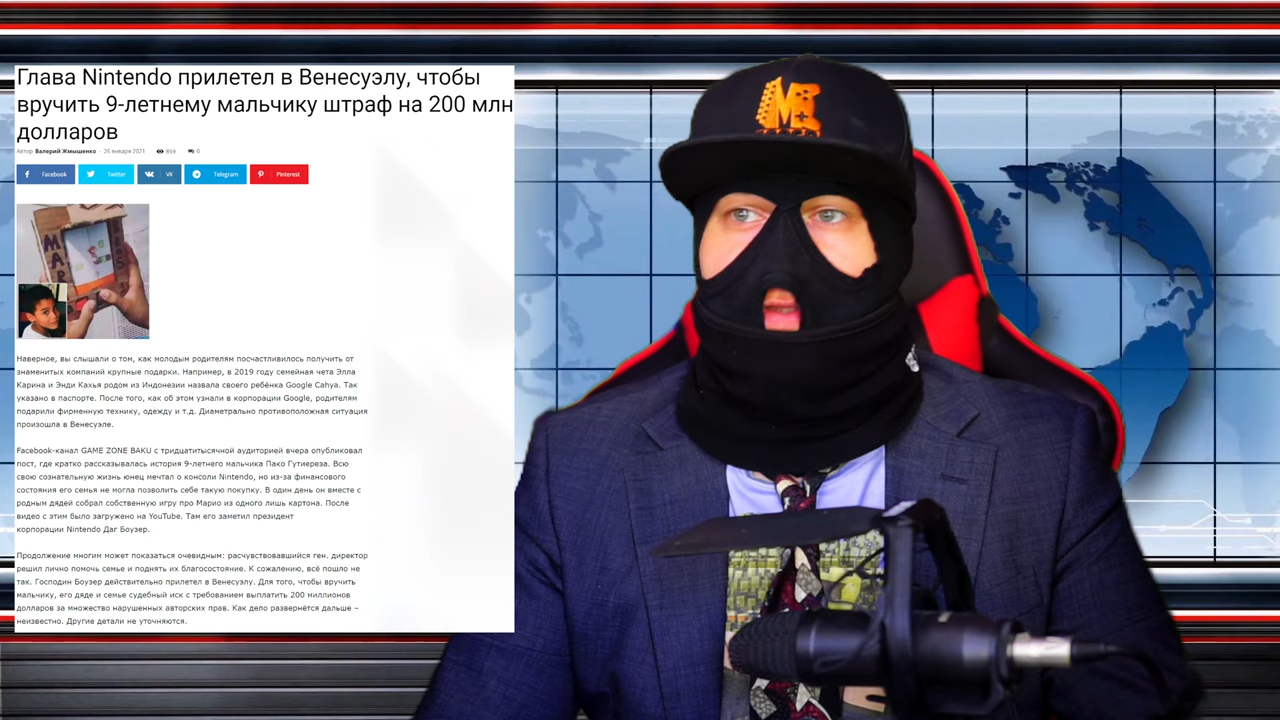 Глава Nintendo прилетел в Венесуэлу, чтобы
вручить 9-летнему мальчику штраф на 200 млн
долларов
Автор Валерий Жмышенко - 26 января 2021 859 0
Facebook Twitter VK Telegram Pinterest
MAR
Наверное, вы слышали о том, как молодым родителям посчастливилось получить от
знаменитых компаний крупные подарки. Например, в 2019 году семейная чета Элла
Карина и Энди Кахья родом из Индонезии назвала своего ребёнка Google Cahya. Так
указано в паспорте. После того, как об этом узнали в корпорации Google, родителям
подарили фирменную технику, одежду и т.д. Диаметрально противоположная ситуация
произошла в Венесуэле.
Facebook-канал GAME ZONE BAKU с тридцатитысячной аудиторией вчера опубликовал
пост, где кратко рассказывалась история 9-летнего мальчика Пако Гутиереза. Всю
свою сознательную жизнь юнец мечтал о консоли Nintendo, но из-за финансового
состояния его семья не могла позволить себе такую покупку. В один день он вместе с
родным дядей собрал собственную игру про Марио из одного лишь картона. После
видео с этим было загружено на YouTube. Там его заметил президент
корпорации Nintendo Даг Боузер.
Продолжение многим может показаться очевидным: расчувствовавшийся ген. директор
решил лично помочь семье и поднять их благосостояние. К сожалению, всё пошло не
так. Господин Боузер действительно прилетел в Венесуэлу. Для того, чтобы вручить
мальчику, его дяде и семье судебный иск с требованием выплатить 200 миллионов
долларов за множество нарушенных авторских прав. Как дело развернётся дальше –
неизвестно. Другие детали не уточняются.